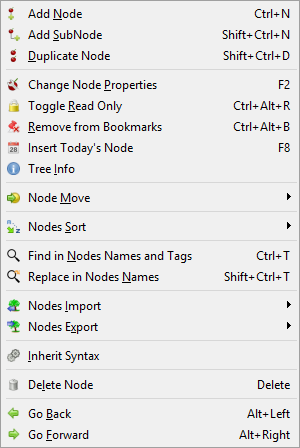 Add Node Ctrl+N
Add SubNode Shift+Ctrl+N
Duplicate Node Shift+Ctrl+D
Change Node Properties F2
Toggle Read Only Ctrl+Alt+R
Remove from Bookmarks Ctrl+Alt+B
Insert Today's Node F8
Tree Info
Node Move
Nodes Sort
Find in Nodes Names and Tags Ctrl+T
Replace in Nodes Names Shift+Ctrl+T
Nodes Import
Nodes Export
Inherit Syntax
Delete Node Delete
Go Back Alt+Left
Go Forward Alt+Right